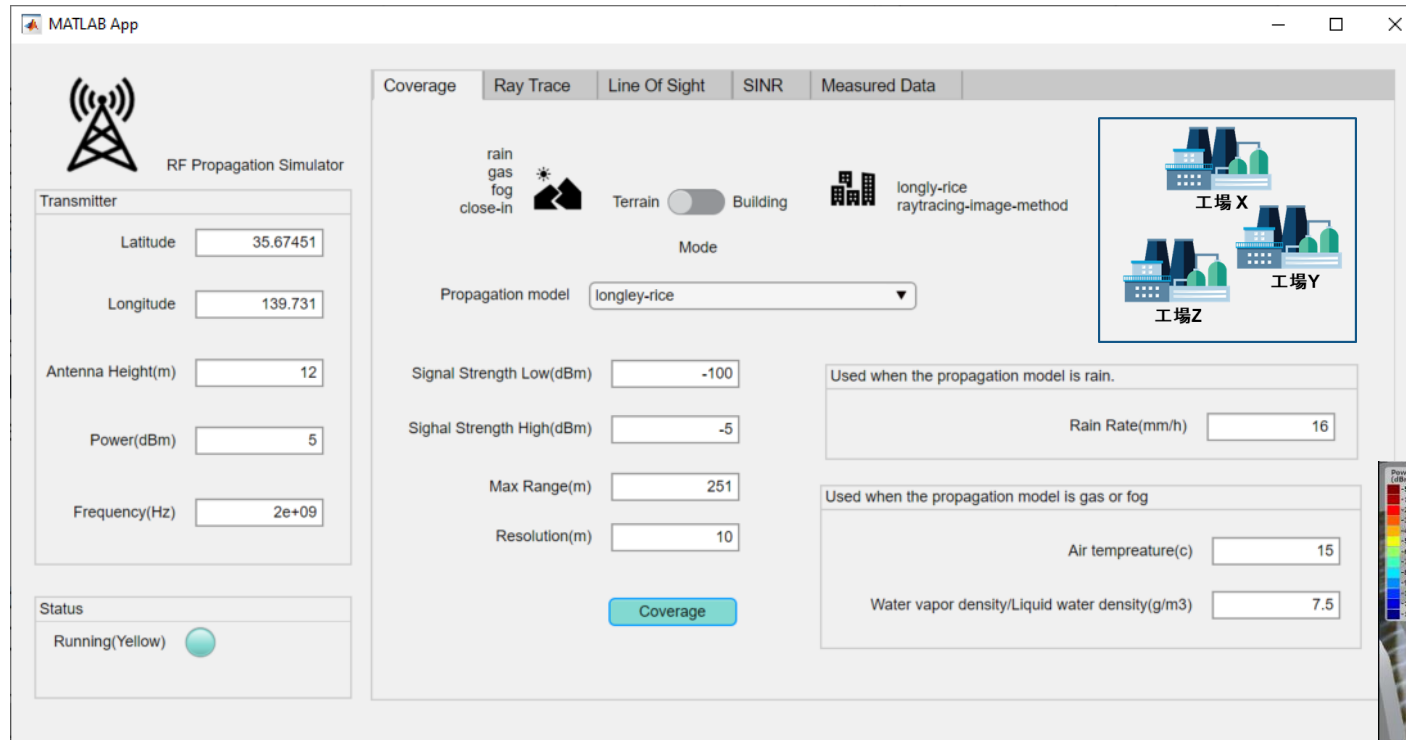 MATLAB App
RF Propagation Simulator
Transmitter
Latitude 35.67451
Longitude 139.731
Antenna Height(m) 12
Power(dBm) 5
Frequency(Hz) 2e+09
Status
Running(Yellow)
Coverage Ray Trace Line Of Sight SINR Measured Data
rain
gas
fog
close-in
Terrain Building
Mode
longly-rice
raytracing-image-method
Propagation model longley-rice
Signal Strength Low(dBm) -100
Sighal Strength High(dBm) -5
Max Range(m) 251
Resolution(m) 10
Coverage
工場X
工場Y
工場Z
Used when the propagation model is rain.
Rain Rate(mm/h) 16
Used when the propagation model is gas or fog
Air tempreature(c) 15
Water vapor density/Liquid water density(g/m3) 7.5